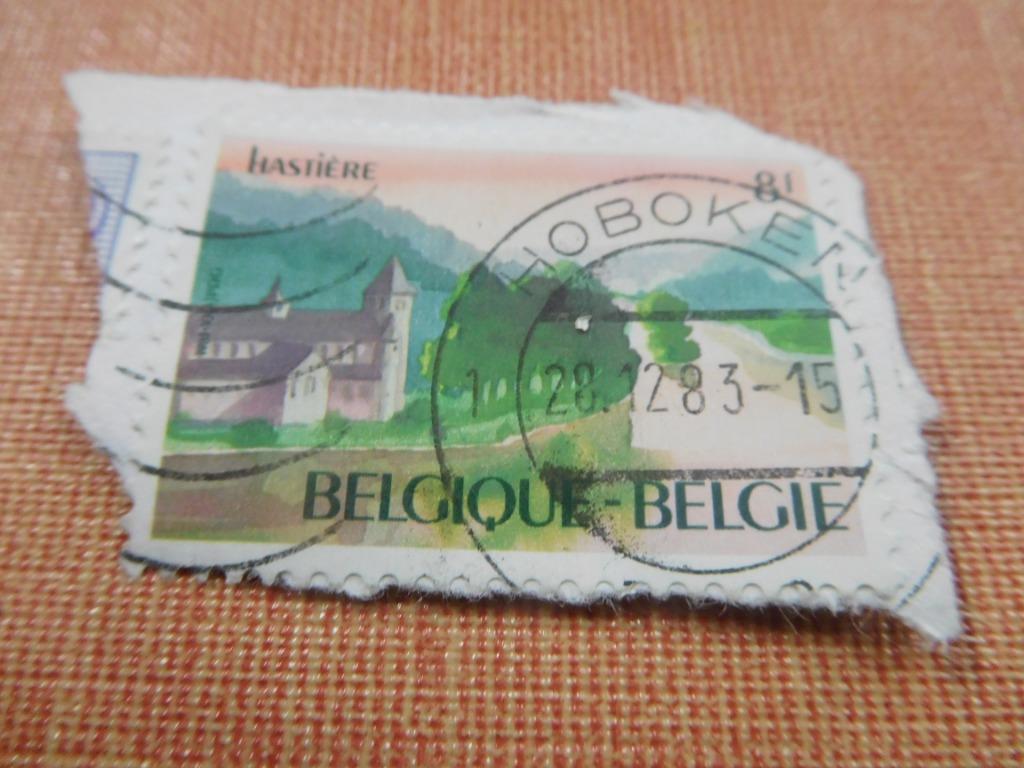 HASTIÈRE
8f
HOBOKEN
1 28.12 83-15
BELGIQUE-BELGIE